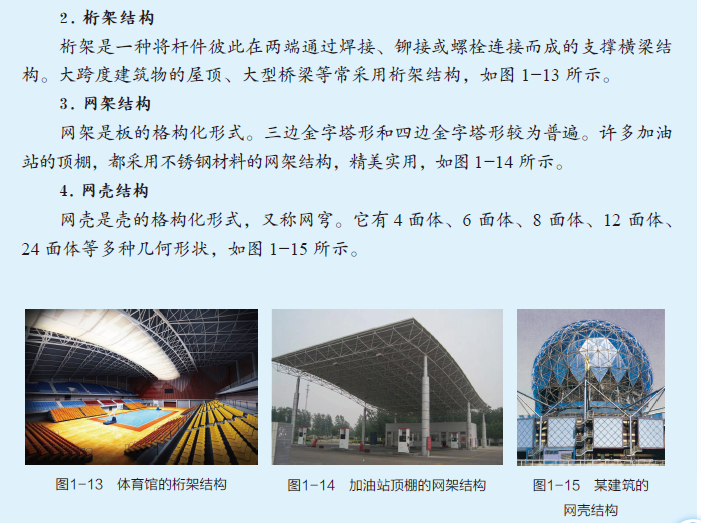 2. 桁架结构
桁架是一种将杆件彼此在两端通过焊接、铆接或螺栓连接而成的支撑横梁结
构。大跨度建筑物的屋顶、大型桥梁等常采用桁架结构，如图 1-13 所示。
3. 网架结构
网架是板的格构化形式。三边金字塔形和四边金字塔形较为普遍。许多加油
站的顶棚，都采用不锈钢材料的网架结构，精美实用，如图 1-14 所示。
4. 网壳结构
网壳是壳的格构化形式，又称网穹。它有 4 面体、6 面体、8 面体、12 面体、
24 面体等多种几何形状，如图 1-15 所示。
图1-13 体育馆的桁架结构
图1-14 加油站顶棚的网架结构
图1-15 某建筑的
网壳结构